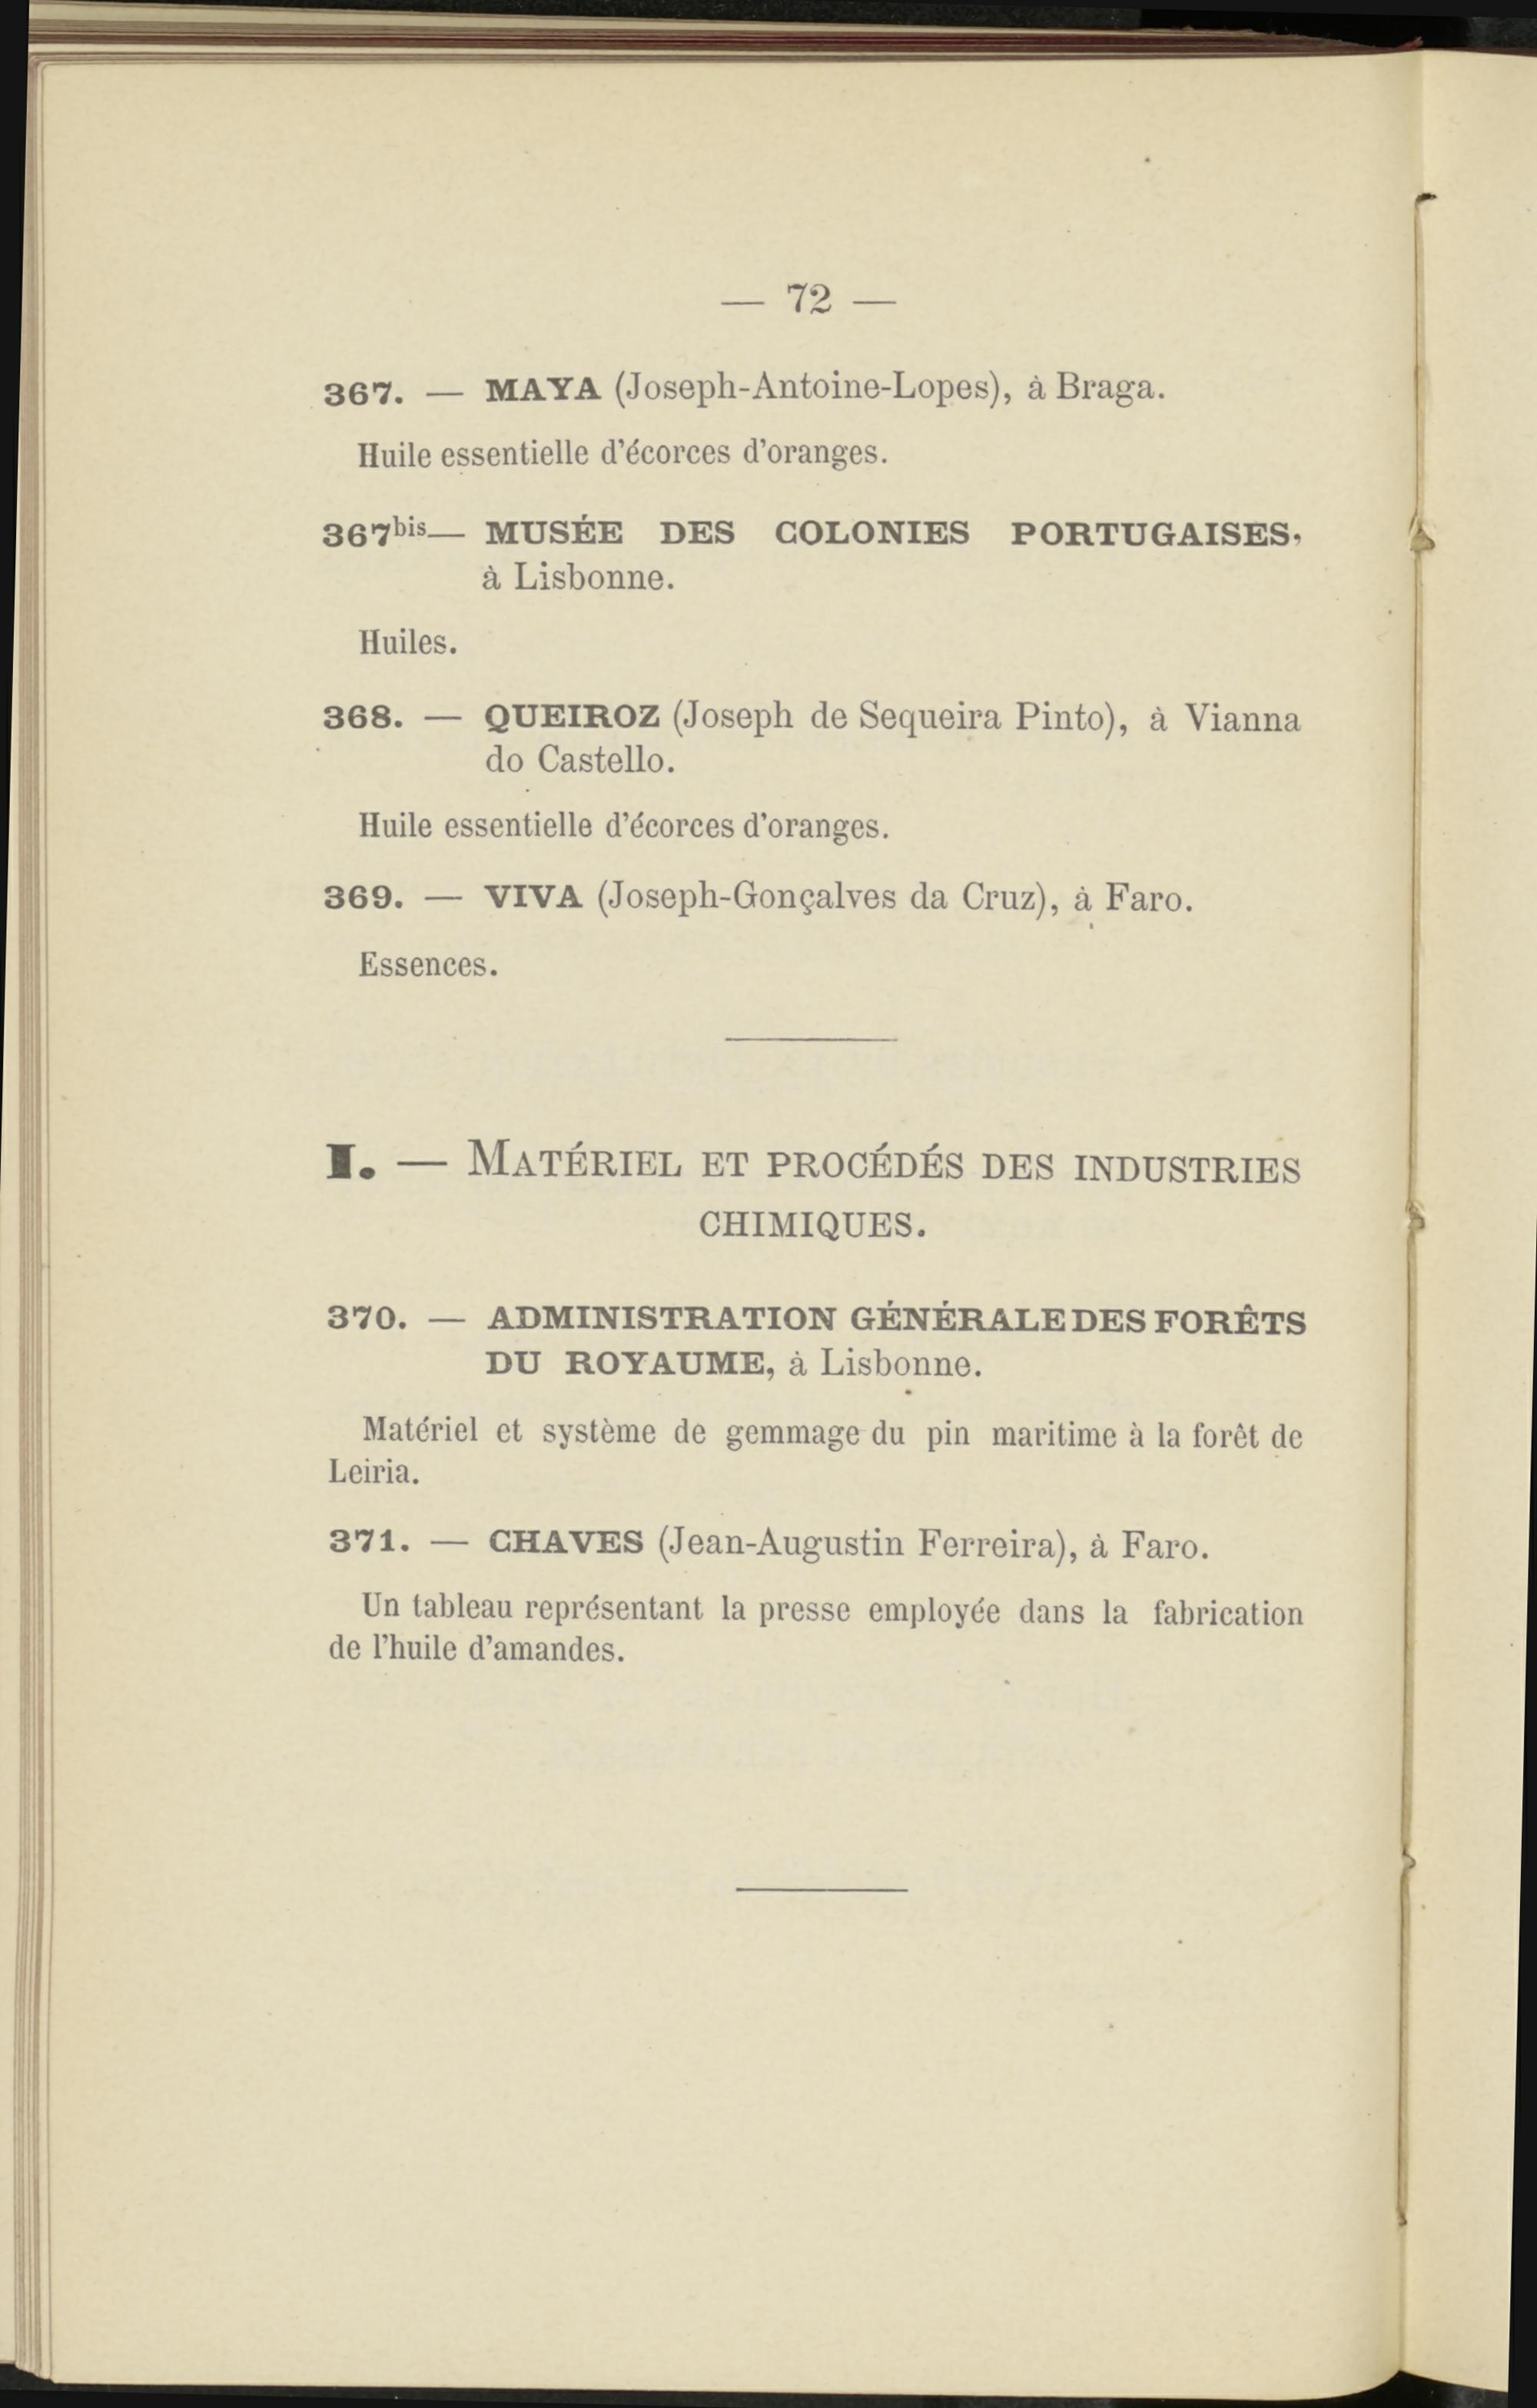 — 72 —
367. — MAYA (Joseph-Antoine-Lopes), à Braga.
Huile essentielle d'écorces d'oranges.
367bis— MUSÉE DES COLONIES PORTUGAISES,
à Lisbonne.
Huiles.
368. — QUEIROZ (Joseph de Sequeira Pinto), à Vianna
do Castello.
Huile essentielle d'écorces d'oranges.
369. — VIVA (Joseph-Gonçalves da Cruz), à Faro.
Essences.
I. — MATÉRIEL ET PROCÉDÉS DES INDUSTRIES
CHIMIQUES.
370. — ADMINISTRATION GÉNÉRALE DES FORÊTS
DU ROYAUME, à Lisbonne.
Matériel et système de gemmage du pin maritime à la forêt de
Leiria.
371. — CHAVES (Jean-Augustin Ferreira), à Faro.
Un tableau représentant la presse employée dans la fabrication
de l'huile d'amandes.